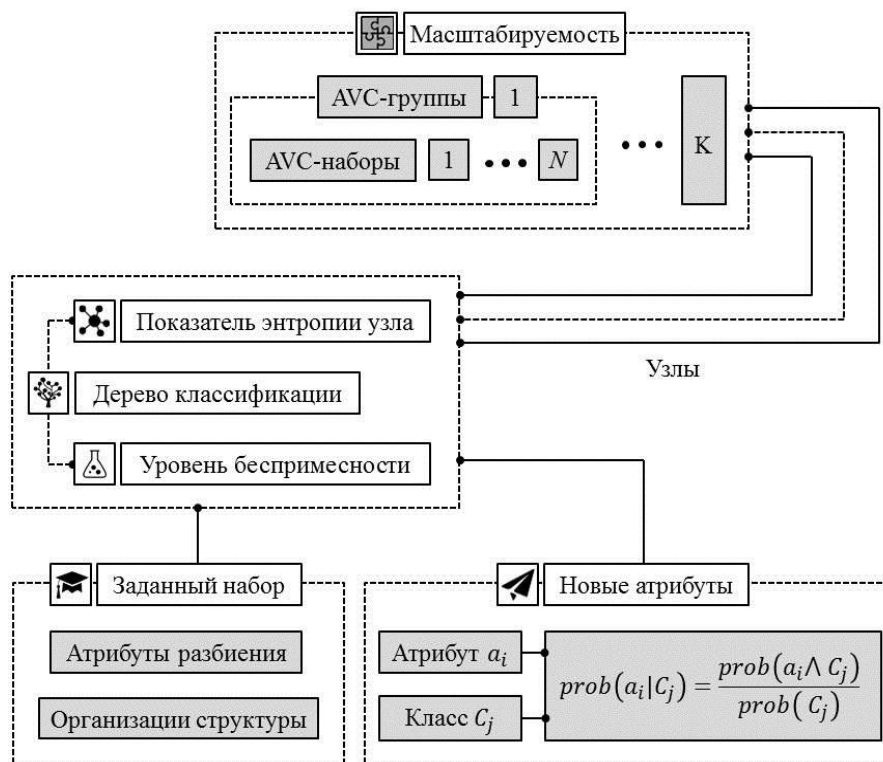 Масштабируемость
AVC-группы 1
AVC-наборы 1 ••• N ••• K
Показатель энтропии узла
Узлы
Дерево классификации
Уровень беспримесности
Заданный набор
Атрибуты разбиения
Организации структуры
Новые атрибуты
Атрибут a_i
Класс C_j
prob(a_i|C_j) = prob(a_i ⋀ C_j) / prob( C_j)